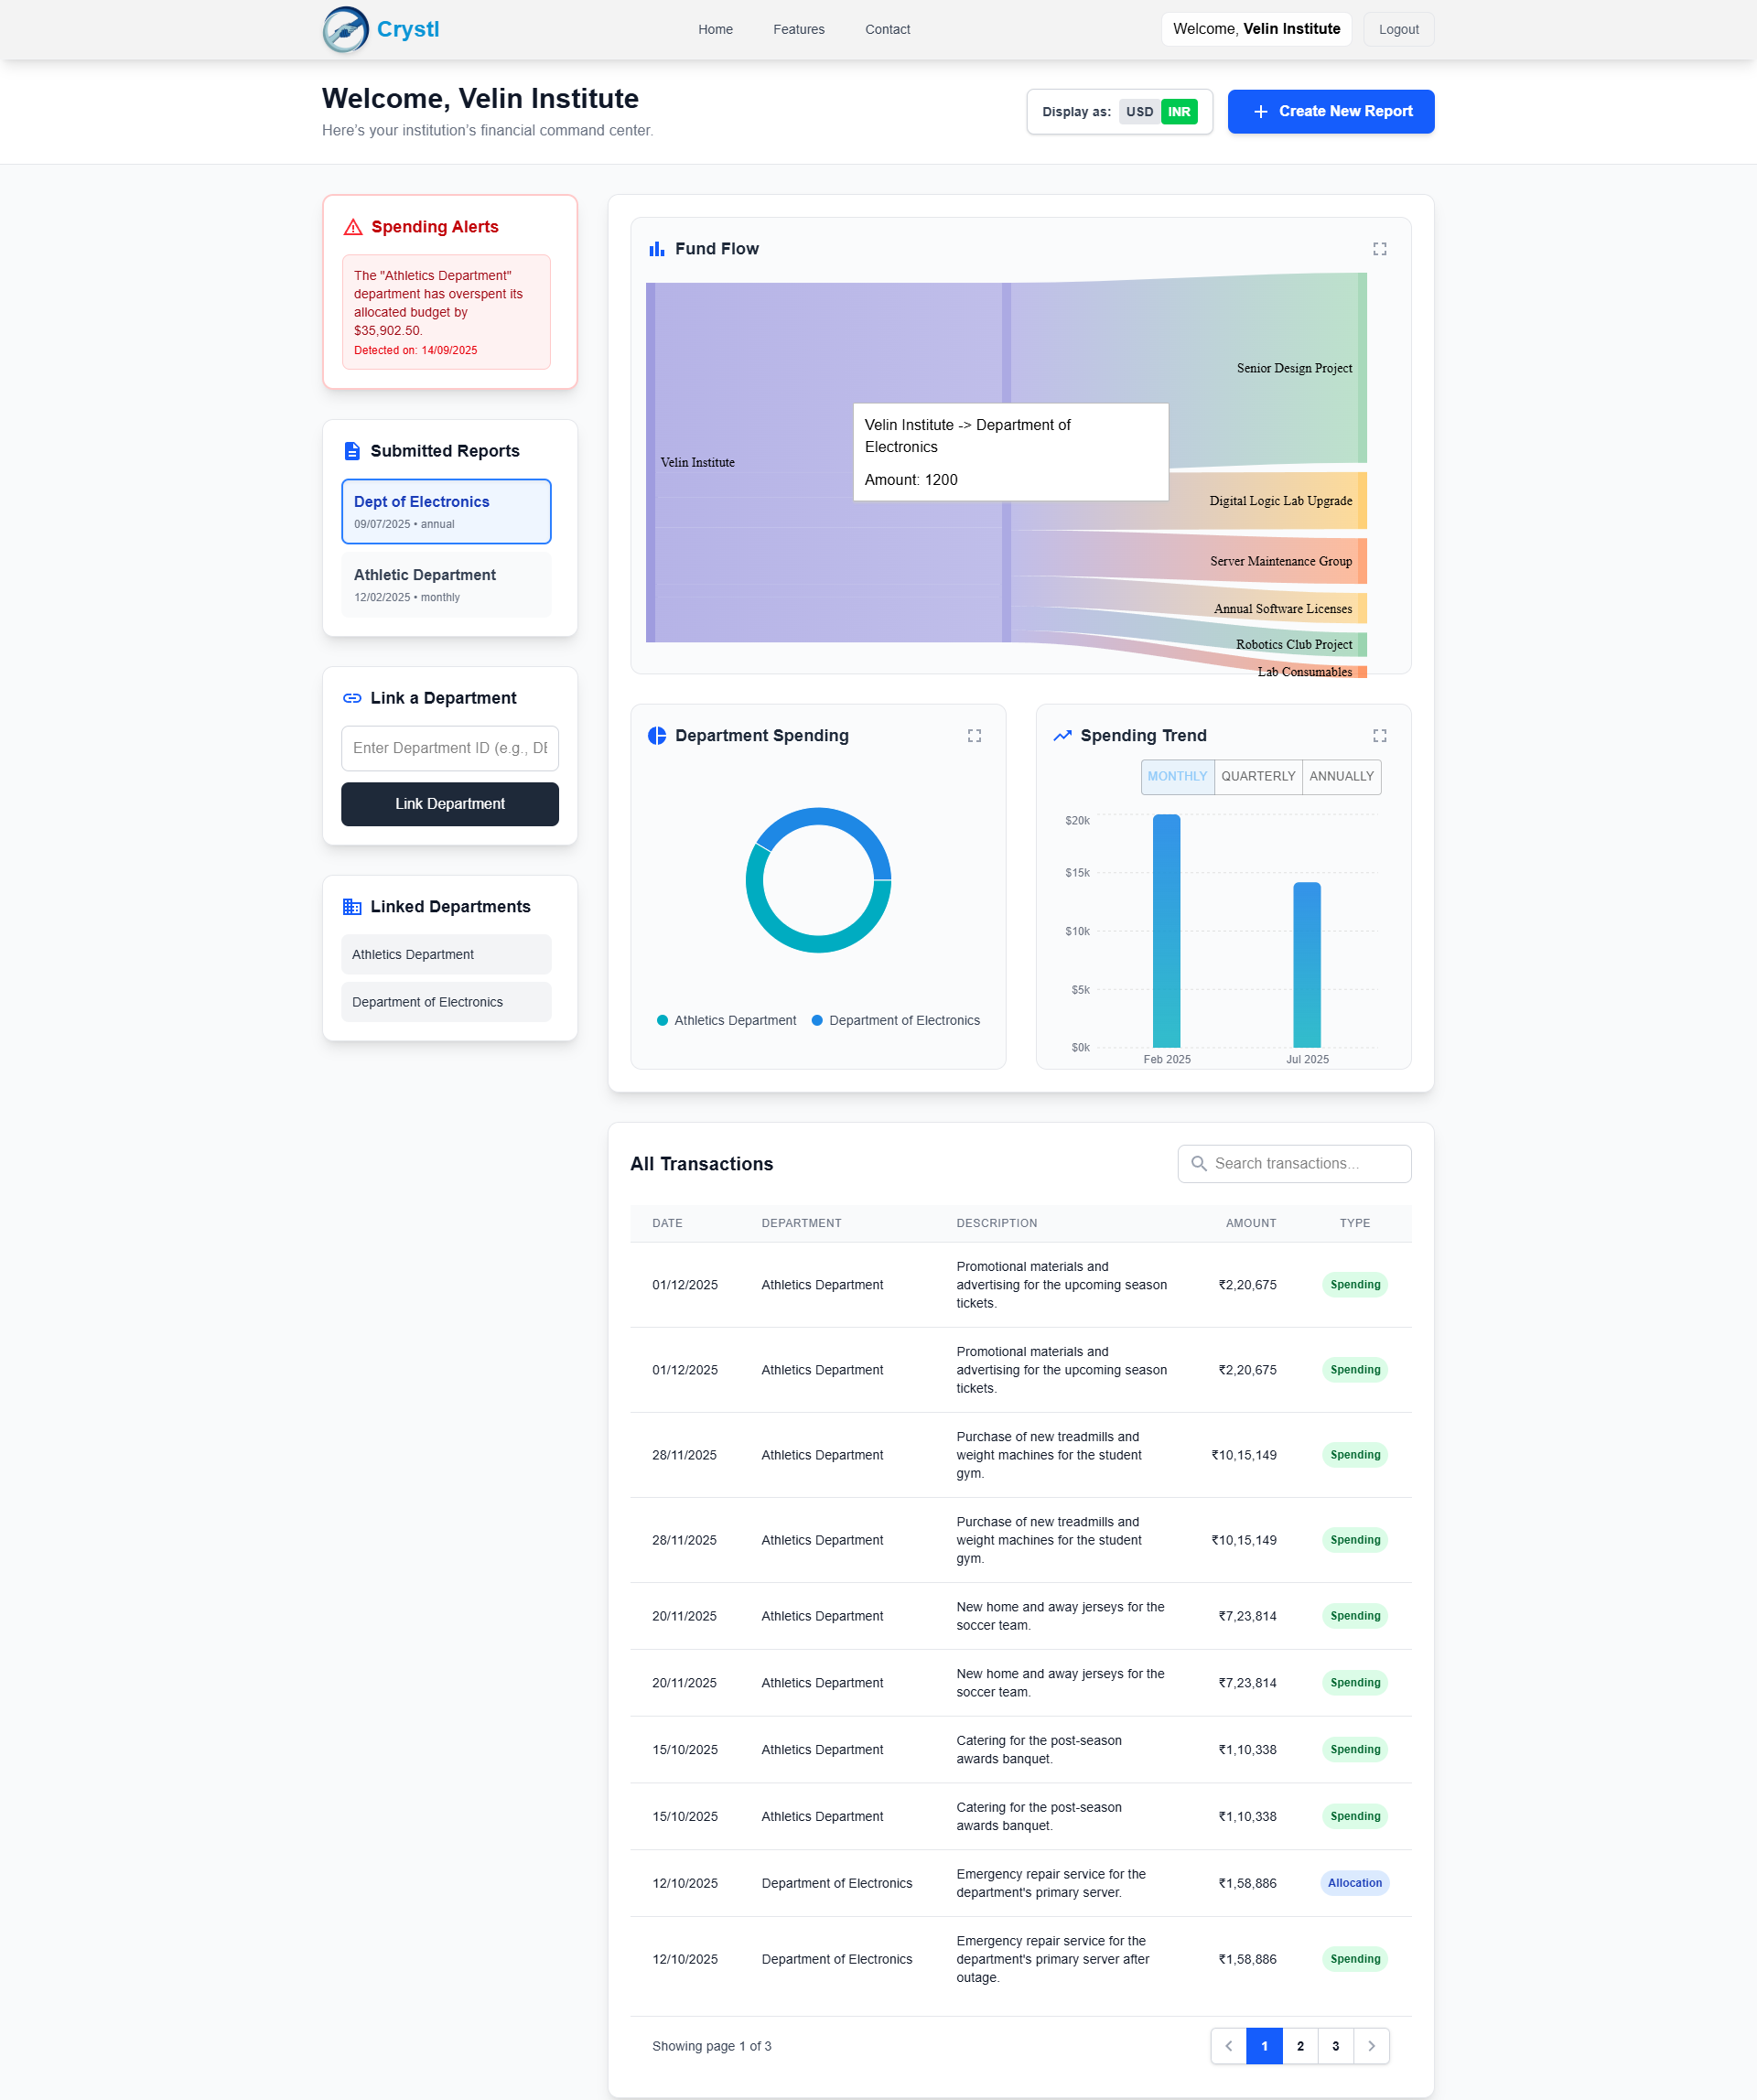 Crystl
Home
Features
Contact
Welcome, Velin Institute
Logout
Welcome, Velin Institute
Here's your institution's financial command center.
Display as:
USD
INR
Create New Report
Spending Alerts
The "Athletics Department"
department has overspent its
allocated budget by
$35,902.50.
Detected on: 14/09/2025
Submitted Reports
Dept of Electronics
09/07/2025 • annual
Athletic Department
12/02/2025 • monthly
Link a Department
Enter Department ID (e.g., DE
Link Department
Linked Departments
Athletics Department
Department of Electronics
Fund Flow
Velin Institute
Velin Institute -> Department of
Electronics
Amount: 1200
Senior Design Project
Digital Logic Lab Upgrade
Server Maintenance Group
Annual Software Licenses
Robotics Club Project
Lab Consumables
Department Spending
Athletics Department
Department of Electronics
Spending Trend
MONTHLY
QUARTERLY
ANNUALLY
$20k
$15k
$10k
$5k
$0k
Feb 2025
Jul 2025
All Transactions
Search transactions...
DATE DEPARTMENT DESCRIPTION AMOUNT TYPE
Promotional materials and
01/12/2025 Athletics Department advertising for the upcoming season ₹2,20,675 Spending
tickets.
Promotional materials and
01/12/2025 Athletics Department advertising for the upcoming season ₹2,20,675 Spending
tickets.
Purchase of new treadmills and
28/11/2025 Athletics Department weight machines for the student ₹10,15,149 Spending
gym.
Purchase of new treadmills and
28/11/2025 Athletics Department weight machines for the student ₹10,15,149 Spending
gym.
New home and away jerseys for the
20/11/2025 Athletics Department ₹7,23,814 Spending
soccer team.
New home and away jerseys for the
20/11/2025 Athletics Department ₹7,23,814 Spending
soccer team.
Catering for the post-season
15/10/2025 Athletics Department ₹1,10,338 Spending
awards banquet.
Catering for the post-season
15/10/2025 Athletics Department ₹1,10,338 Spending
awards banquet.
Emergency repair service for the
12/10/2025 Department of Electronics ₹1,58,886 Allocation
department's primary server.
Emergency repair service for the
12/10/2025 Department of Electronics department's primary server after ₹1,58,886 Spending
outage.
Showing page 1 of 3
1 2 3